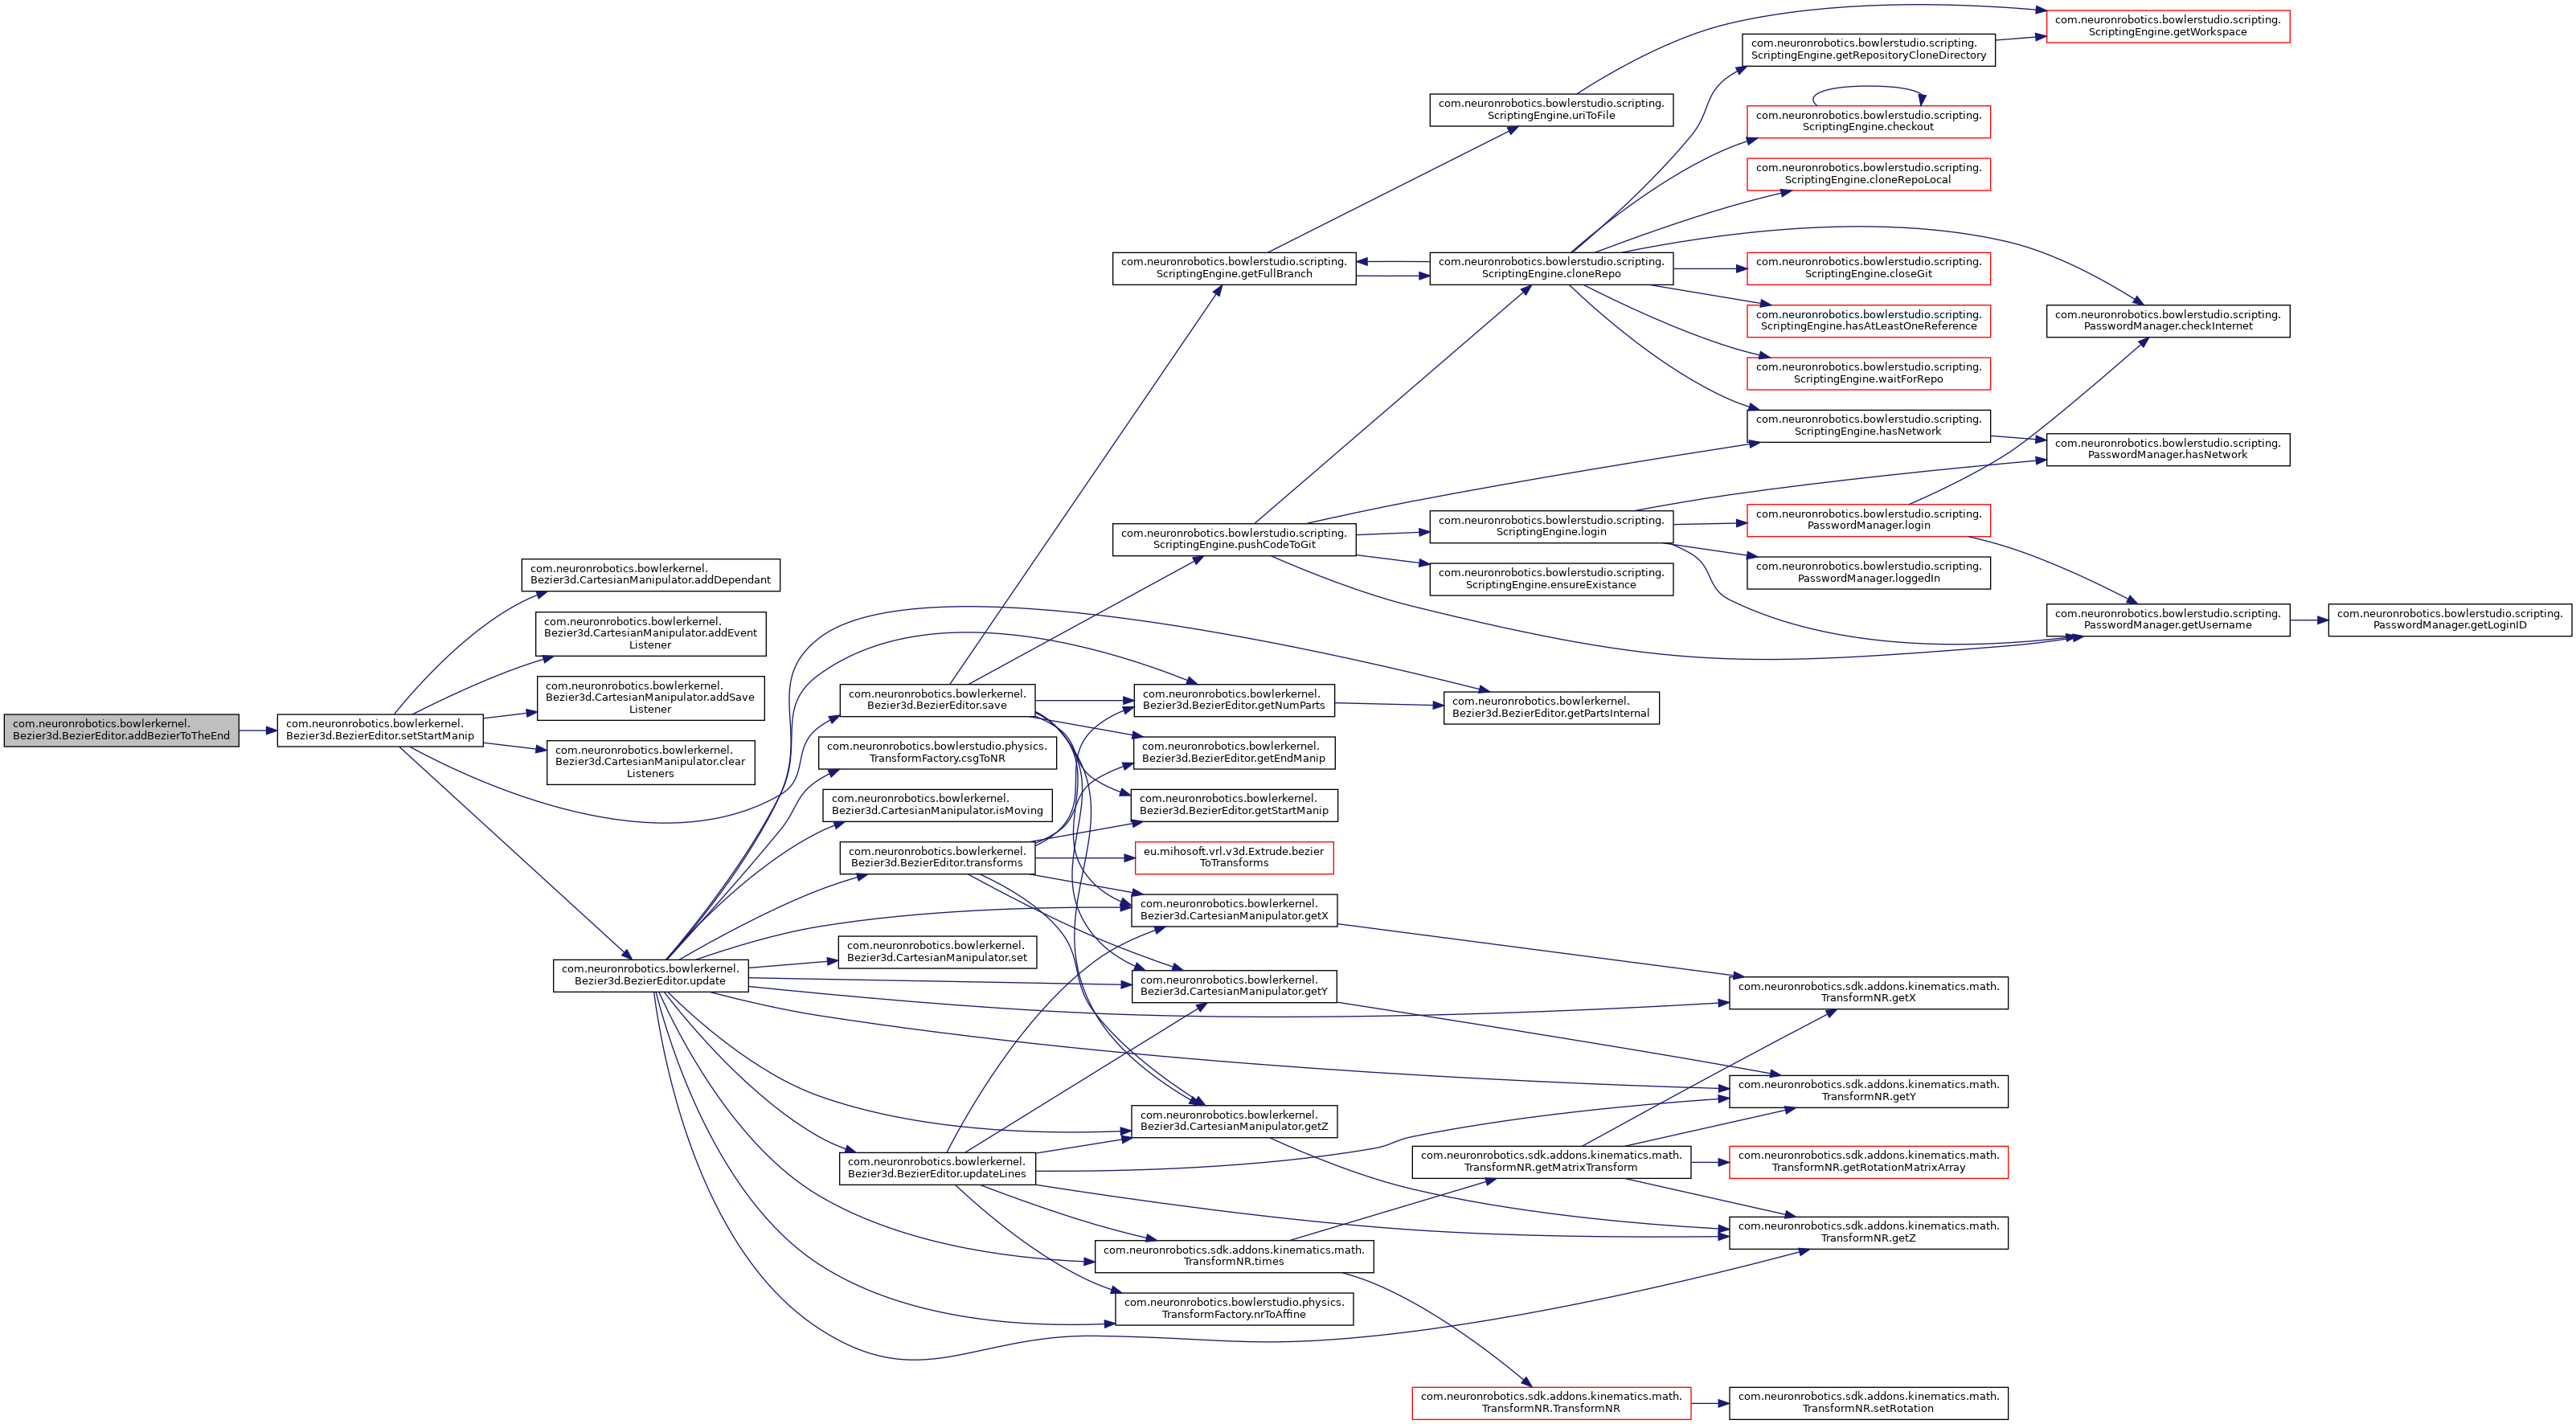 com.neuronrobotics.bowlerkernel.
Bezier3d.BezierEditor.addBezierToTheEnd
com.neuronrobotics.bowlerkernel.
Bezier3d.BezierEditor.setStartManip
com.neuronrobotics.bowlerkernel.
Bezier3d.CartesianManipulator.addDependant
com.neuronrobotics.bowlerkernel.
Bezier3d.CartesianManipulator.addEvent
Listener
com.neuronrobotics.bowlerkernel.
Bezier3d.CartesianManipulator.addSave
Listener
com.neuronrobotics.bowlerkernel.
Bezier3d.CartesianManipulator.clear
Listeners
com.neuronrobotics.bowlerkernel.
Bezier3d.BezierEditor.update
com.neuronrobotics.bowlerkernel.
Bezier3d.BezierEditor.save
com.neuronrobotics.bowlerstudio.physics.
TransformFactory.csgToNR
com.neuronrobotics.bowlerkernel.
Bezier3d.CartesianManipulator.isMoving
com.neuronrobotics.bowlerkernel.
Bezier3d.BezierEditor.transforms
com.neuronrobotics.bowlerkernel.
Bezier3d.CartesianManipulator.set
com.neuronrobotics.bowlerkernel.
Bezier3d.BezierEditor.updateLines
com.neuronrobotics.bowlerstudio.scripting.
ScriptingEngine.getFullBranch
com.neuronrobotics.bowlerstudio.scripting.
ScriptingEngine.pushCodeToGit
com.neuronrobotics.bowlerkernel.
Bezier3d.BezierEditor.getNumParts
com.neuronrobotics.bowlerkernel.
Bezier3d.BezierEditor.getEndManip
com.neuronrobotics.bowlerkernel.
Bezier3d.BezierEditor.getStartManip
eu.mihosoft.vrl.v3d.Extrude.bezier
ToTransforms
com.neuronrobotics.bowlerkernel.
Bezier3d.CartesianManipulator.getX
com.neuronrobotics.bowlerkernel.
Bezier3d.CartesianManipulator.getY
com.neuronrobotics.bowlerkernel.
Bezier3d.CartesianManipulator.getZ
com.neuronrobotics.sdk.addons.kinematics.math.
TransformNR.times
com.neuronrobotics.bowlerstudio.physics.
TransformFactory.nrToAffine
com.neuronrobotics.bowlerstudio.scripting.
ScriptingEngine.uriToFile
com.neuronrobotics.bowlerstudio.scripting.
ScriptingEngine.cloneRepo
com.neuronrobotics.bowlerstudio.scripting.
ScriptingEngine.login
com.neuronrobotics.bowlerstudio.scripting.
ScriptingEngine.ensureExistance
com.neuronrobotics.bowlerkernel.
Bezier3d.BezierEditor.getPartsInternal
com.neuronrobotics.sdk.addons.kinematics.math.
TransformNR.getMatrixTransform
com.neuronrobotics.sdk.addons.kinematics.math.
TransformNR.TransformNR
com.neuronrobotics.bowlerstudio.scripting.
ScriptingEngine.getRepositoryCloneDirectory
com.neuronrobotics.bowlerstudio.scripting.
ScriptingEngine.checkout
com.neuronrobotics.bowlerstudio.scripting.
ScriptingEngine.cloneRepoLocal
com.neuronrobotics.bowlerstudio.scripting.
ScriptingEngine.closeGit
com.neuronrobotics.bowlerstudio.scripting.
ScriptingEngine.hasAtLeastOneReference
com.neuronrobotics.bowlerstudio.scripting.
ScriptingEngine.waitForRepo
com.neuronrobotics.bowlerstudio.scripting.
ScriptingEngine.hasNetwork
com.neuronrobotics.bowlerstudio.scripting.
PasswordManager.login
com.neuronrobotics.bowlerstudio.scripting.
PasswordManager.loggedIn
com.neuronrobotics.sdk.addons.kinematics.math.
TransformNR.getX
com.neuronrobotics.sdk.addons.kinematics.math.
TransformNR.getY
com.neuronrobotics.sdk.addons.kinematics.math.
TransformNR.getRotationMatrixArray
com.neuronrobotics.sdk.addons.kinematics.math.
TransformNR.getZ
com.neuronrobotics.sdk.addons.kinematics.math.
TransformNR.setRotation
com.neuronrobotics.bowlerstudio.scripting.
ScriptingEngine.getWorkspace
com.neuronrobotics.bowlerstudio.scripting.
PasswordManager.checkInternet
com.neuronrobotics.bowlerstudio.scripting.
PasswordManager.hasNetwork
com.neuronrobotics.bowlerstudio.scripting.
PasswordManager.getUsername
com.neuronrobotics.bowlerstudio.scripting.
PasswordManager.getLoginID